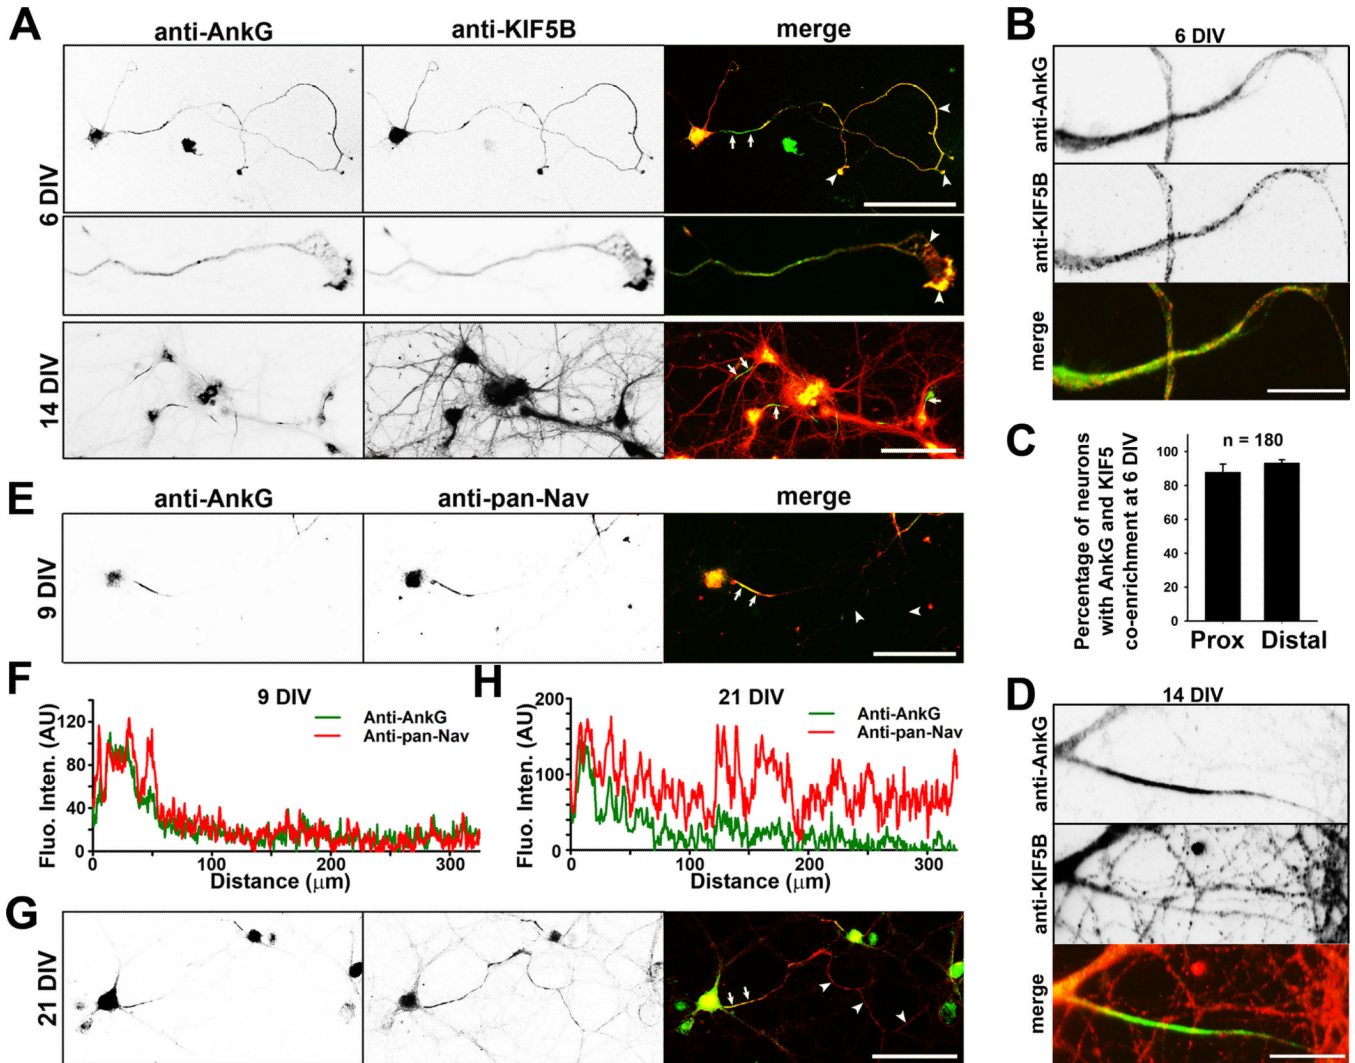 A
anti-AnkG
anti-KIF5B
merge
6 DIV
14 DIV
B
6 DIV
anti-AnkG
anti-KIF5B
merge
C
Percentage of neurons
with AnkG and KIF5
co-enrichment at 6 DIV
n = 180
100
80
60
40
20
0
Prox Distal
E
anti-AnkG
anti-pan-Nav
merge
9 DIV
F
9 DIV
Anti-AnkG
Anti-pan-Nav
Fluo. Inten. (AU)
120
80
40
0
0 100 200 300
Distance (μm)
H
21 DIV
Anti-AnkG
Anti-pan-Nav
Fluo. Inten. (AU)
200
100
0
0 100 200 300
Distance (μm)
D
14 DIV
anti-AnkG
anti-KIF5B
merge
G
21 DIV